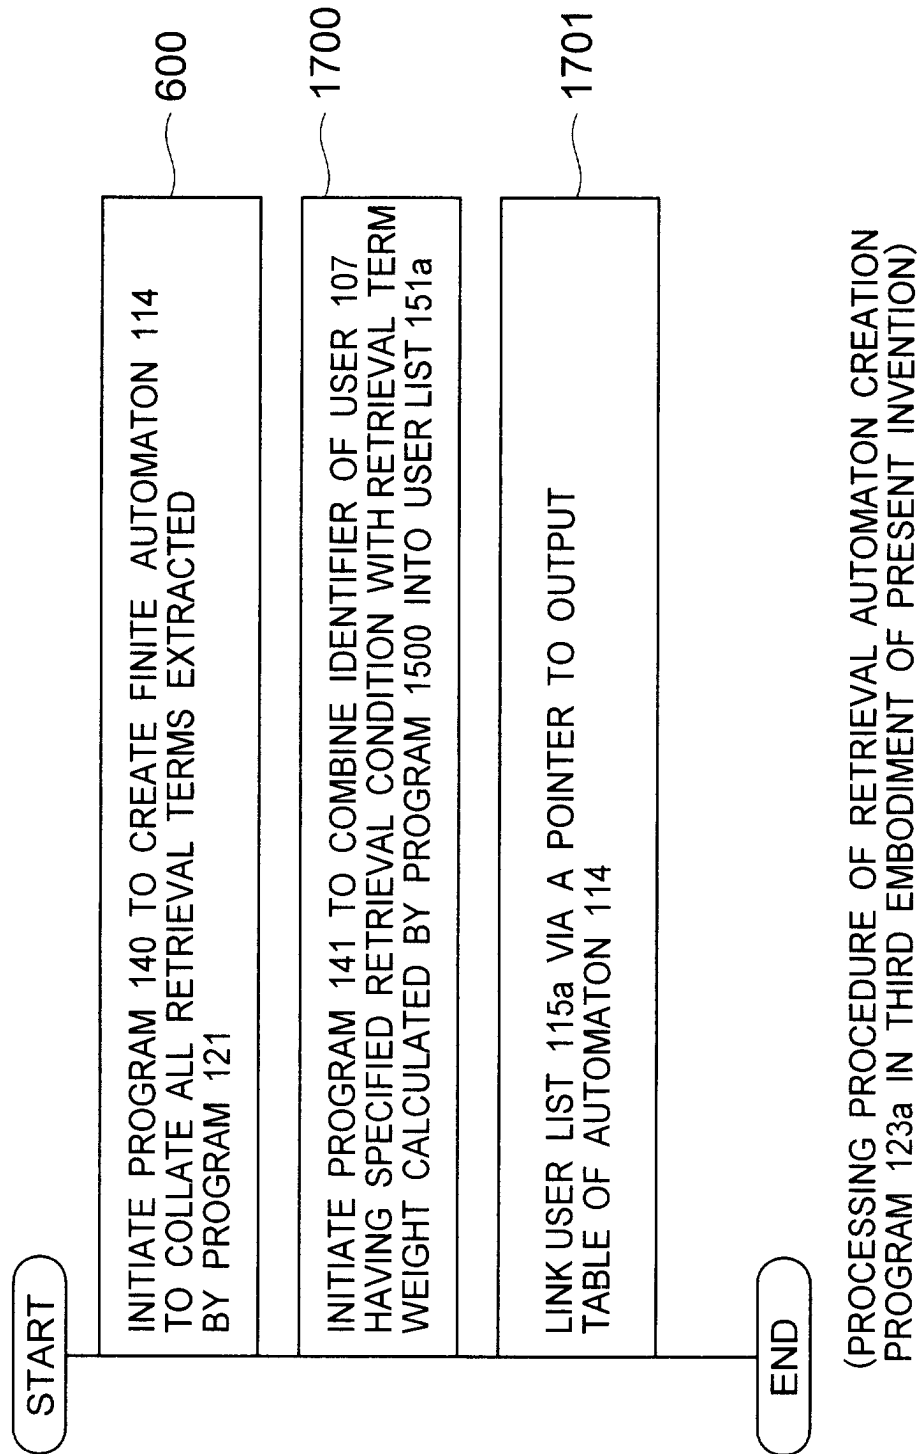 START
INITIATE PROGRAM 140 TO CREATE FINITE AUTOMATON 114
TO COLLATE ALL RETRIEVAL TERMS EXTRACTED
BY PROGRAM 121
600
INITIATE PROGRAM 141 TO COMBINE IDENTIFIER OF USER 107
HAVING SPECIFIED RETRIEVAL CONDITION WITH RETRIEVAL TERM
WEIGHT CALCULATED BY PROGRAM 1500 INTO USER LIST 151a
1700
LINK USER LIST 115a VIA A POINTER TO OUTPUT
TABLE OF AUTOMATON 114
1701
END
(PROCESSING PROCEDURE OF RETRIEVAL AUTOMATON CREATION
PROGRAM 123a IN THIRD EMBODIMENT OF PRESENT INVENTION)